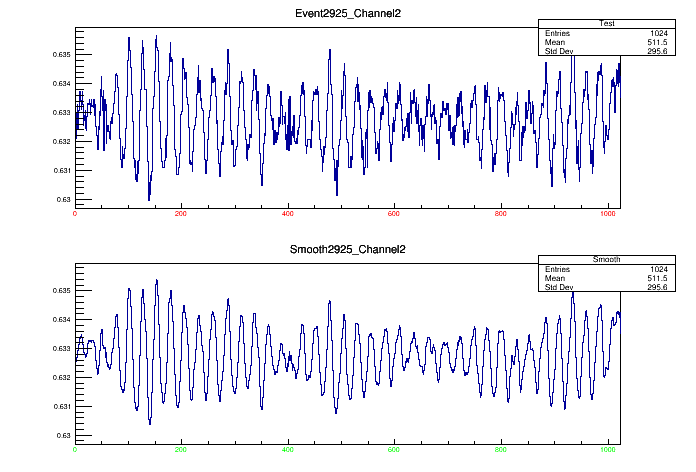 Event2925_Channel2
Test
Entries 1024
Mean 511.5
Std Dev 295.6
0.635
0.634
0.633
0.632
0.631
0.63
0 200 400 600 800 1000
Smooth2925_Channel2
Smooth
Entries 1024
Mean 511.5
Std Dev 295.6
0.635
0.634
0.633
0.632
0.631
0.63
0 200 400 600 800 1000